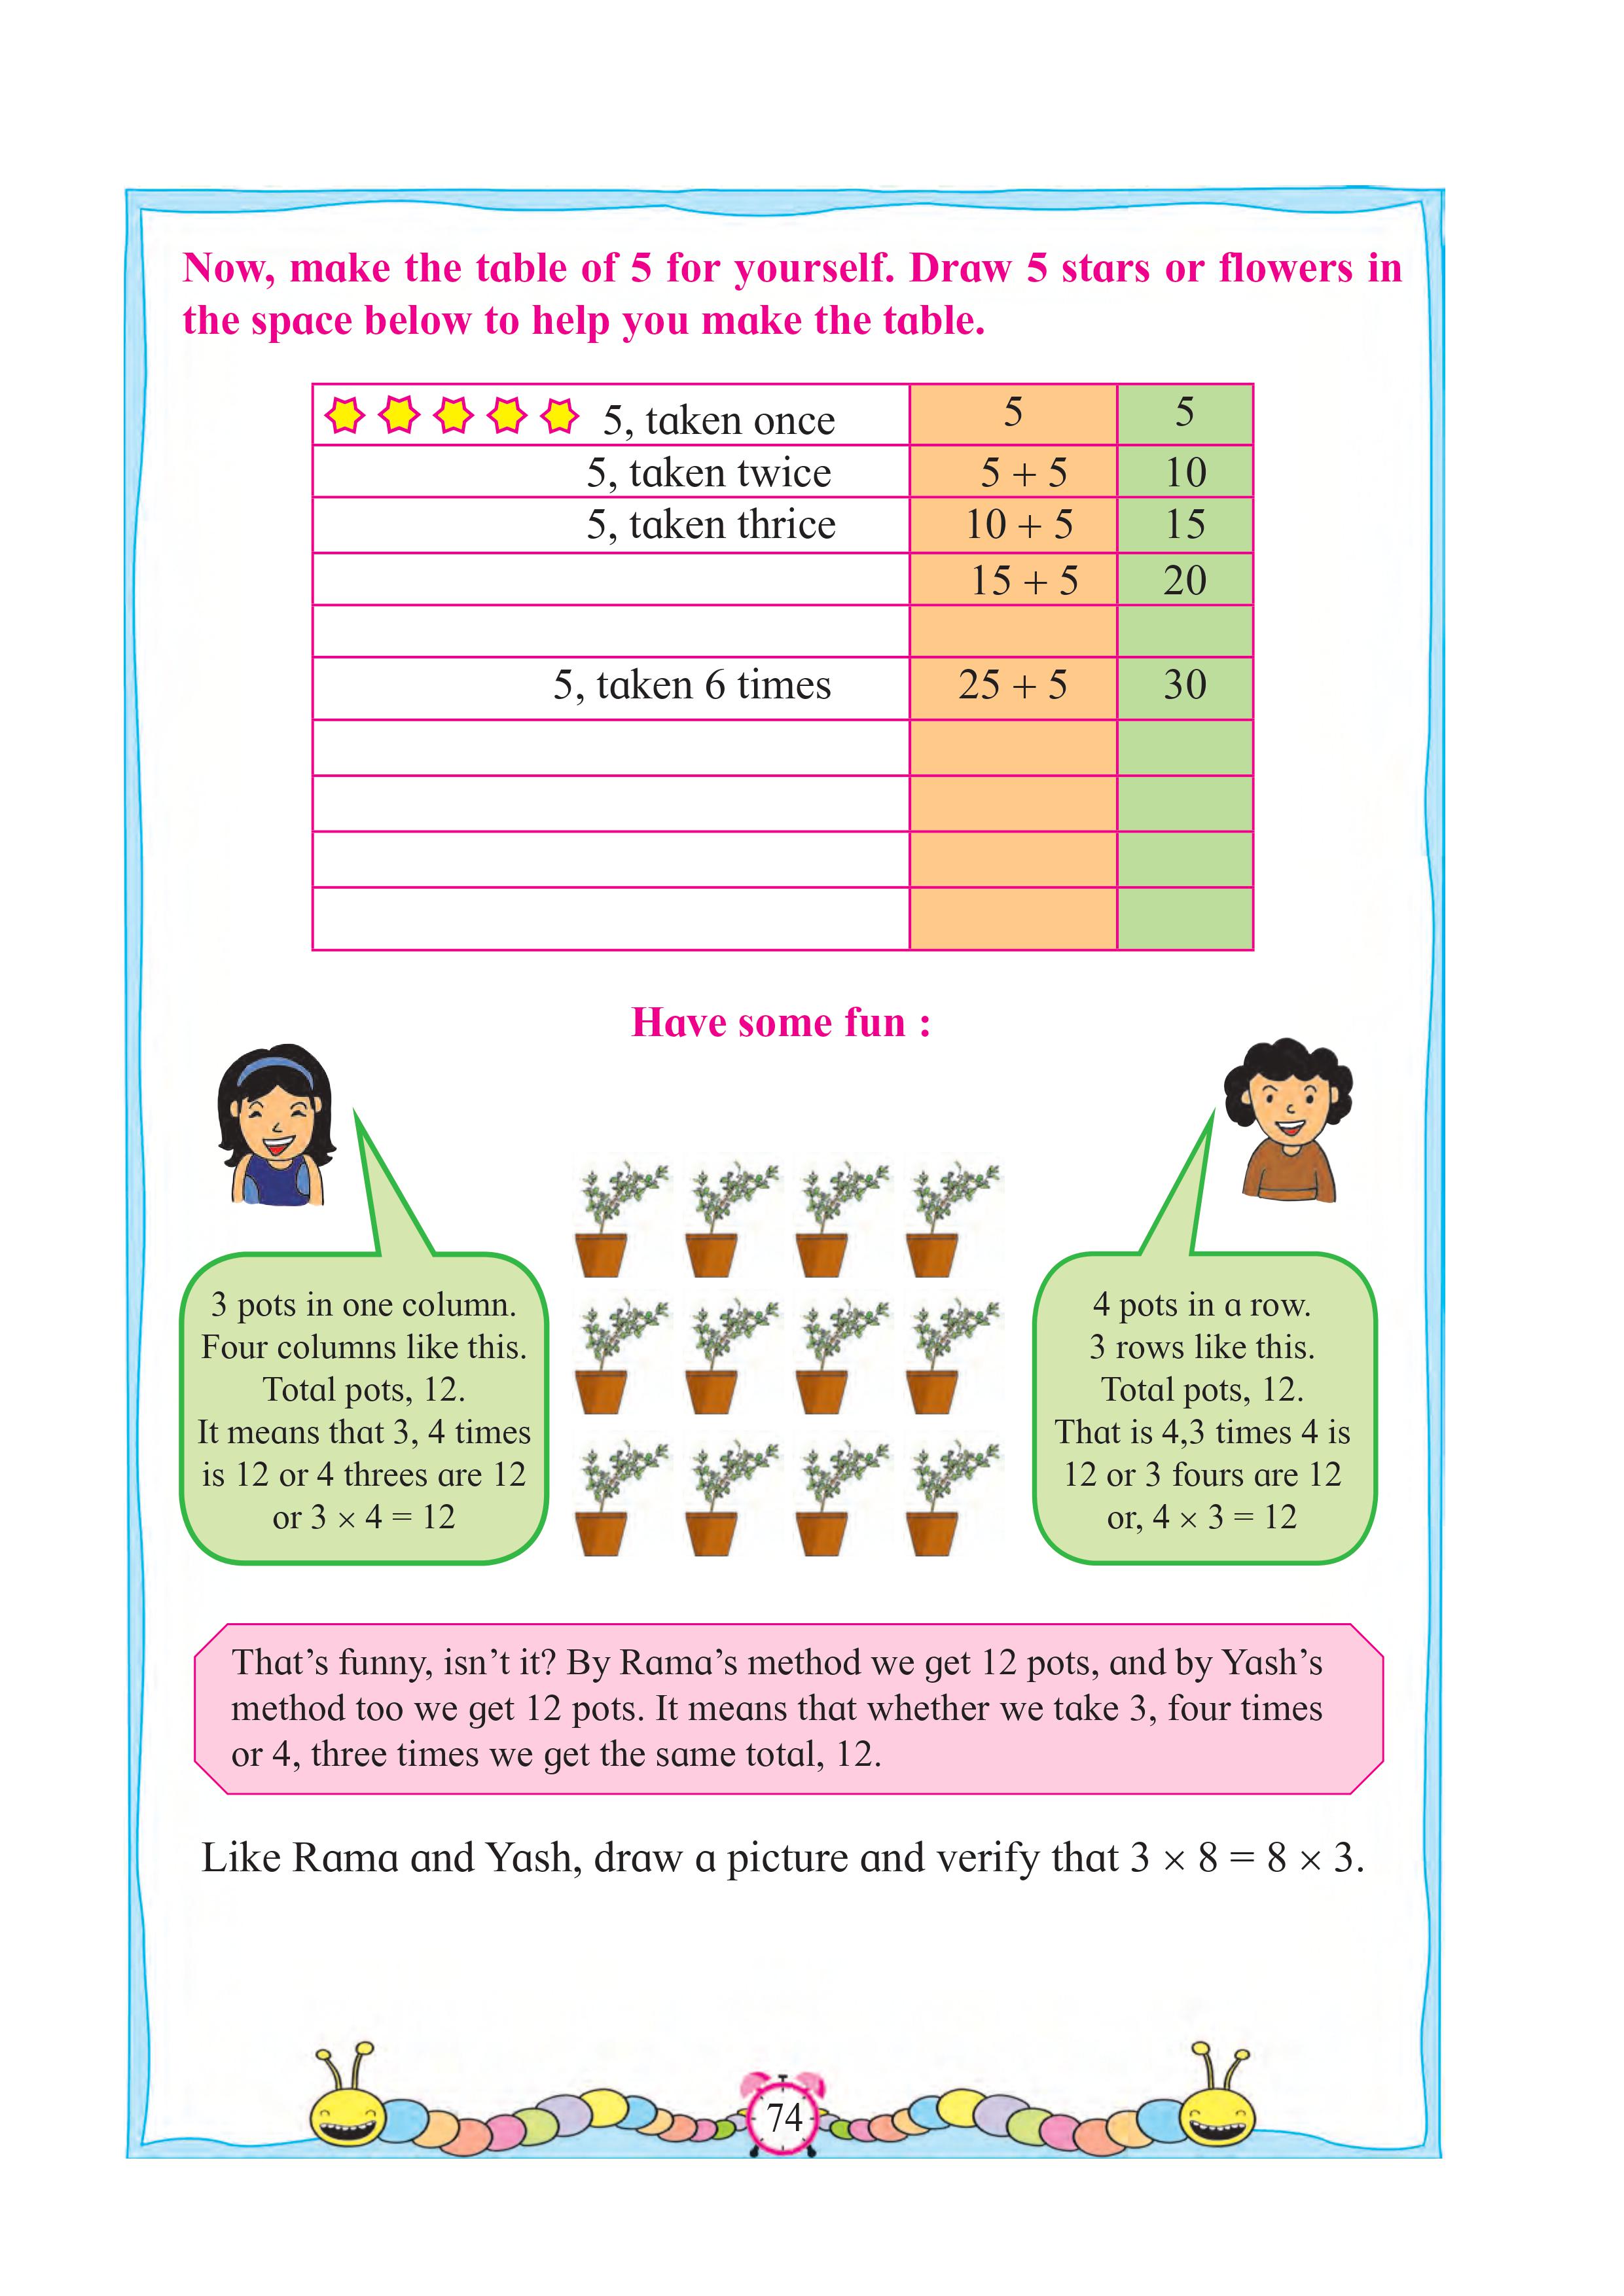 Now, make the table of 5 for yourself. Draw 5 stars or flowers in
the space below to help you make the table.
5, taken once 5 5
5, taken twice 5 + 5 10
5, taken thrice 10 + 5 15
15 + 5 20
5, taken 6 times 25 + 5 30
Have some fun :
3 pots in one column.
Four columns like this.
Total pots, 12.
It means that 3, 4 times
is 12 or 4 threes are 12
or 3 × 4 = 12
4 pots in a row.
3 rows like this.
Total pots, 12.
That is 4,3 times 4 is
12 or 3 fours are 12
or, 4 × 3 = 12
That’s funny, isn’t it? By Rama’s method we get 12 pots, and by Yash’s
method too we get 12 pots. It means that whether we take 3, four times
or 4, three times we get the same total, 12.
Like Rama and Yash, draw a picture and verify that 3 × 8 = 8 × 3.
74